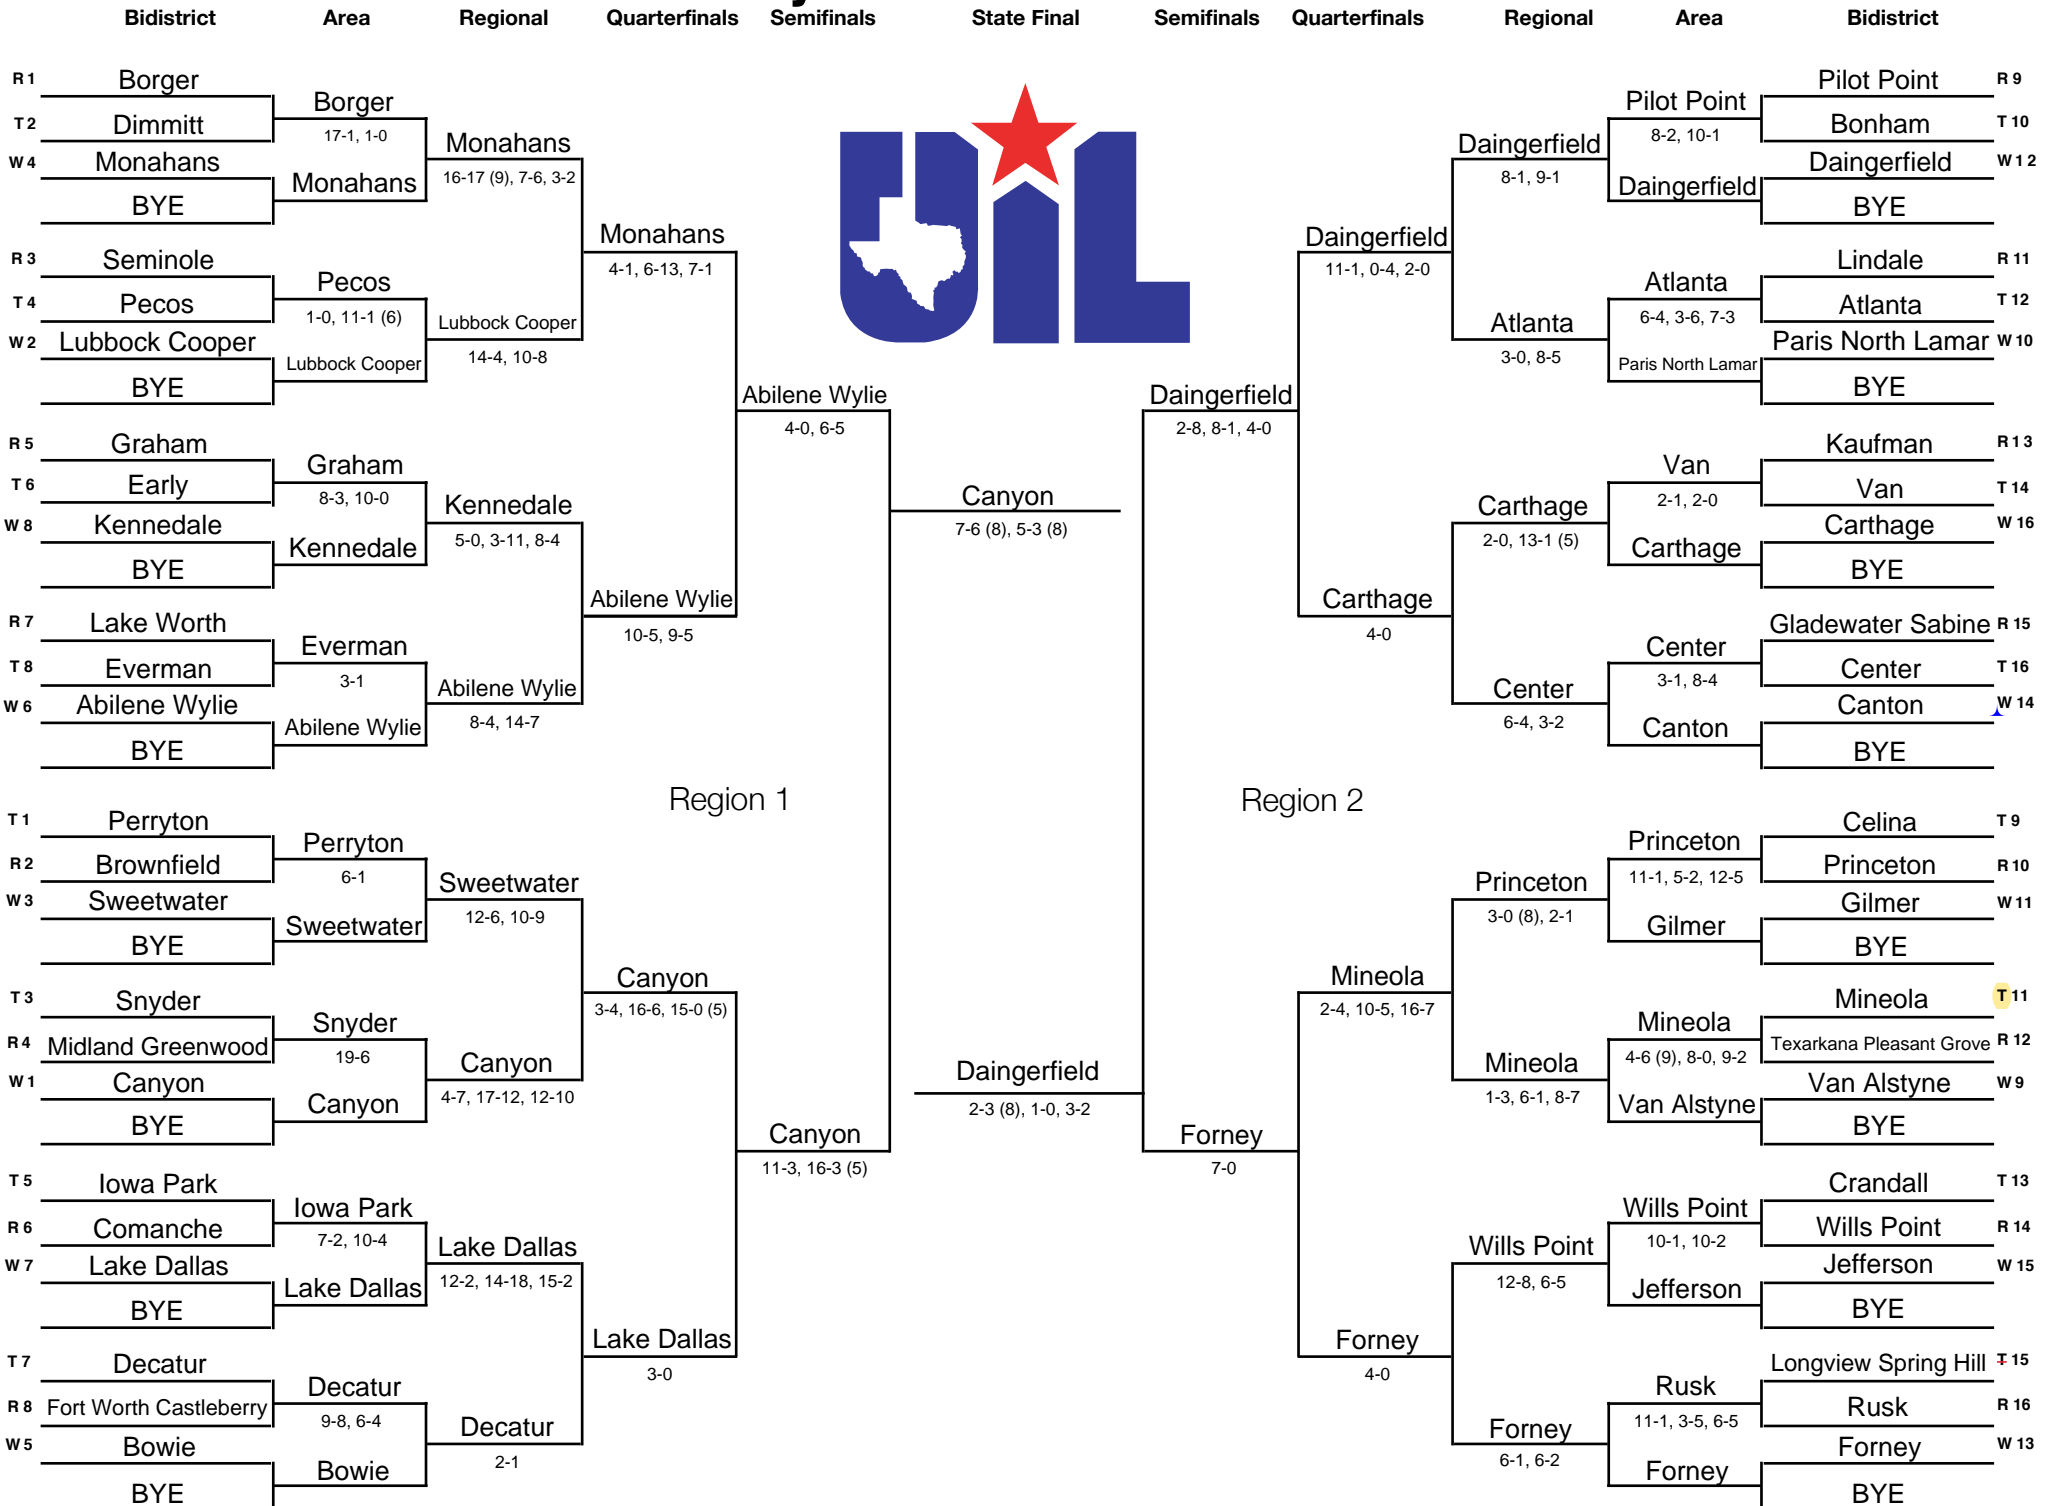 Bidistrict Area Regional Quarterfinals Semifinals State Final Semifinals Quarterfinals Regional Area Bidistrict
R 1 Borger
Borger
17-1, 1-0
T 2 Dimmitt
Monahans
16-17 (9), 7-6, 3-2
W 4 Monahans
Monahans
BYE
Monahans
4-1, 6-13, 7-1
R 3 Seminole
Pecos
1-0, 11-1 (6)
T 4 Pecos
Lubbock Cooper
14-4, 10-8
W 2 Lubbock Cooper
Lubbock Cooper
BYE
Abilene Wylie
4-0, 6-5
R 5 Graham
Graham
8-3, 10-0
T 6 Early
Kennedale
5-0, 3-11, 8-4
W 8 Kennedale
Kennedale
BYE
Abilene Wylie
10-5, 9-5
R 7 Lake Worth
Everman
3-1
T 8 Everman
Abilene Wylie
8-4, 14-7
W 6 Abilene Wylie
Abilene Wylie
BYE
Region 1
Canyon
7-6 (8), 5-3 (8)
T 1 Perryton
Perryton
6-1
R 2 Brownfield
Sweetwater
12-6, 10-9
W 3 Sweetwater
Sweetwater
BYE
Canyon
3-4, 16-6, 15-0 (5)
T 3 Snyder
Snyder
19-6
R 4 Midland Greenwood
Canyon
4-7, 17-12, 12-10
W 1 Canyon
Canyon
BYE
Canyon
11-3, 16-3 (5)
T 5 Iowa Park
Iowa Park
7-2, 10-4
R 6 Comanche
Lake Dallas
12-2, 14-18, 15-2
W 7 Lake Dallas
Lake Dallas
BYE
Lake Dallas
3-0
T 7 Decatur
Decatur
9-8, 6-4
R 8 Fort Worth Castleberry
Decatur
2-1
W 5 Bowie
Bowie
BYE
UIL
Pilot Point R 9
Pilot Point
8-2, 10-1
Bonham T 10
Daingerfield
8-1, 9-1
Daingerfield W 1 2
Daingerfield
BYE
Daingerfield
11-1, 0-4, 2-0
Lindale R 11
Atlanta
6-4, 3-6, 7-3
Atlanta T 12
Atlanta
3-0, 8-5
Paris North Lamar W 10
Paris North Lamar
BYE
Daingerfield
2-8, 8-1, 4-0
Kaufman R 1 3
Van
2-1, 2-0
Van T 14
Carthage
2-0, 13-1 (5)
Carthage W 16
Carthage
BYE
Carthage
4-0
Gladewater Sabine R 15
Center
3-1, 8-4
Center T 16
Center
6-4, 3-2
Canton W 14
Canton
BYE
Region 2
Daingerfield
2-3 (8), 1-0, 3-2
Celina T 9
Princeton
11-1, 5-2, 12-5
Princeton R 10
Princeton
3-0 (8), 2-1
Gilmer W 11
Gilmer
BYE
Mineola
2-4, 10-5, 16-7
Mineola T 11
Mineola
4-6 (9), 8-0, 9-2
Texarkana Pleasant Grove R 12
Mineola
1-3, 6-1, 8-7
Van Alstyne W 9
Van Alstyne
BYE
Forney
7-0
Crandall T 13
Wills Point
10-1, 10-2
Wills Point R 14
Wills Point
12-8, 6-5
Jefferson W 15
Jefferson
BYE
Forney
4-0
Longview Spring Hill T 15
Rusk
11-1, 3-5, 6-5
Rusk R 16
Forney
6-1, 6-2
Forney W 13
Forney
BYE